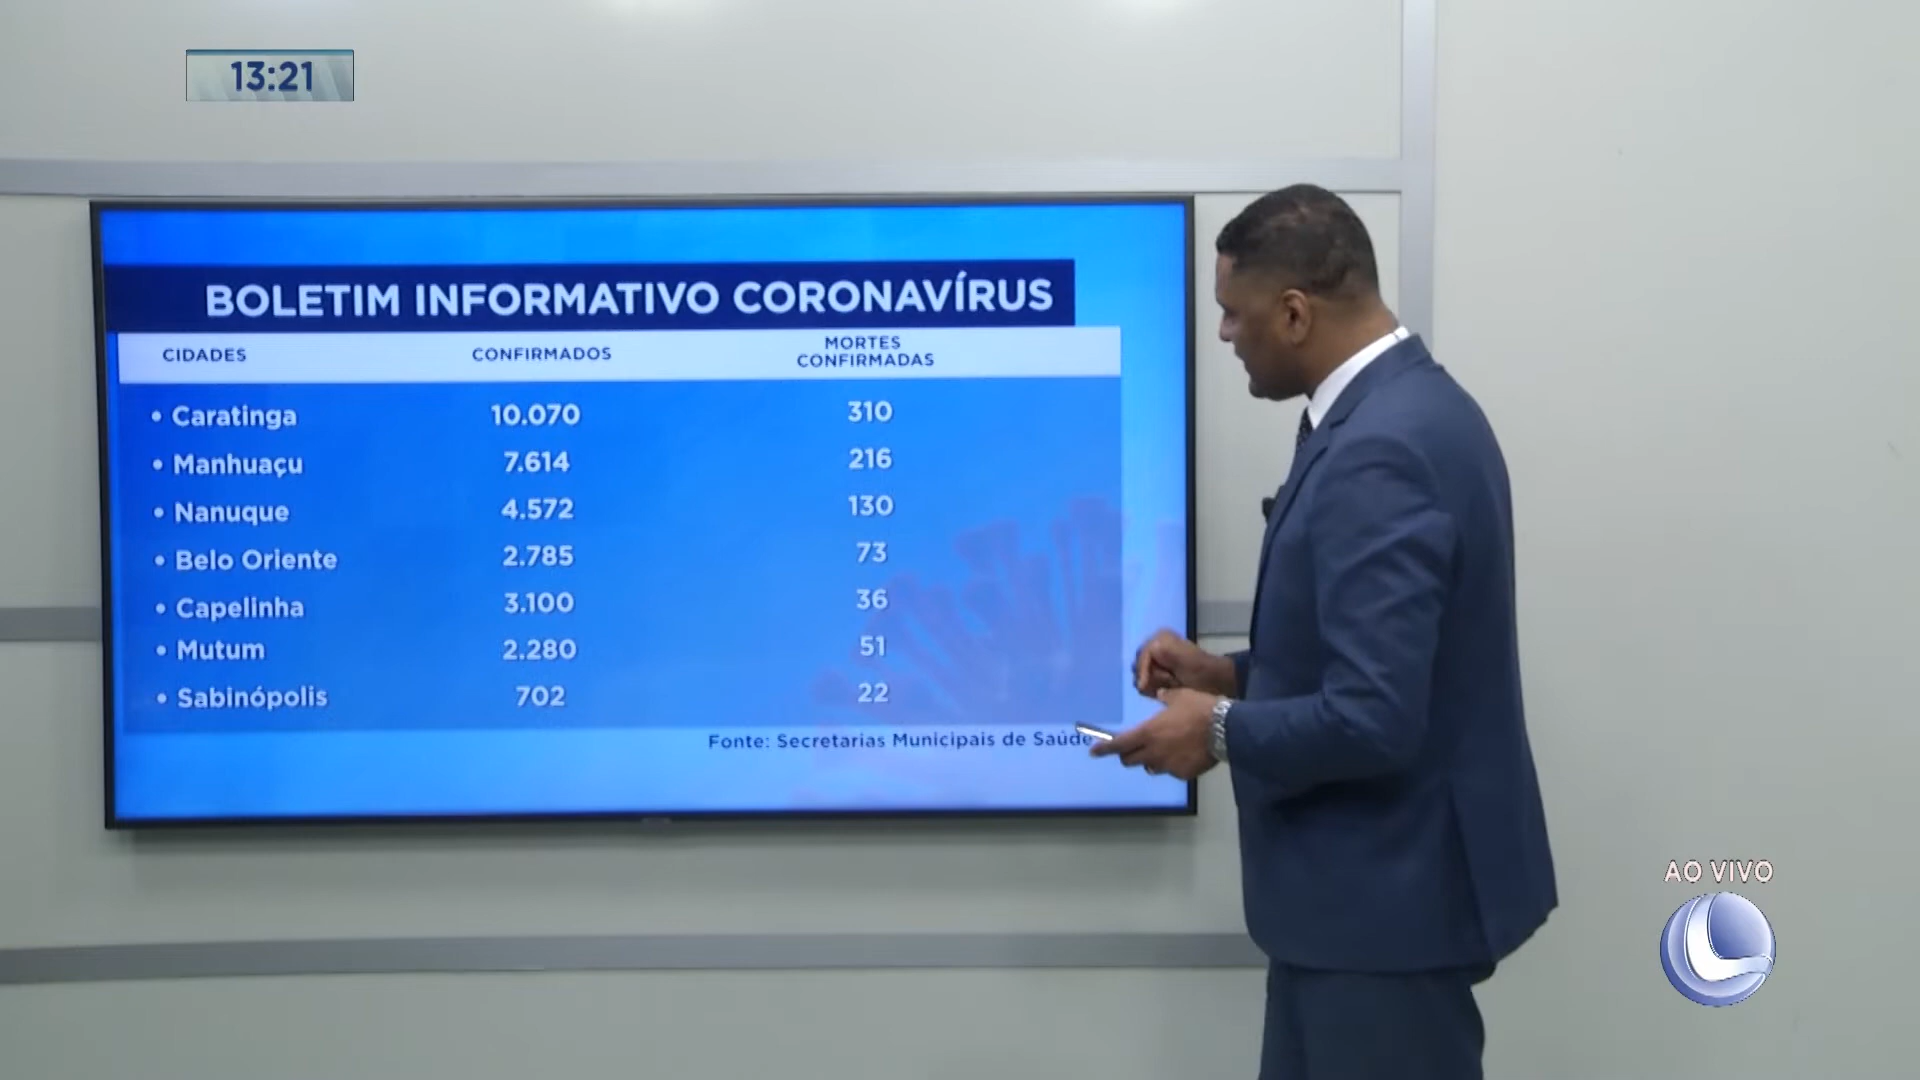 13:21
BOLETIM INFORMATIVO CORONAVÍRUS
CIDADES CONFIRMADOS MORTES CONFIRMADAS
• Caratinga 10.070 310
• Manhuaçu 7.614 216
• Nanuque 4.572 130
• Belo Oriente 2.785 73
• Capelinha 3.100 36
• Mutum 2.280 51
• Sabinópolis 702 22
Fonte: Secretarias Municipais de Saúde
AO VIVO